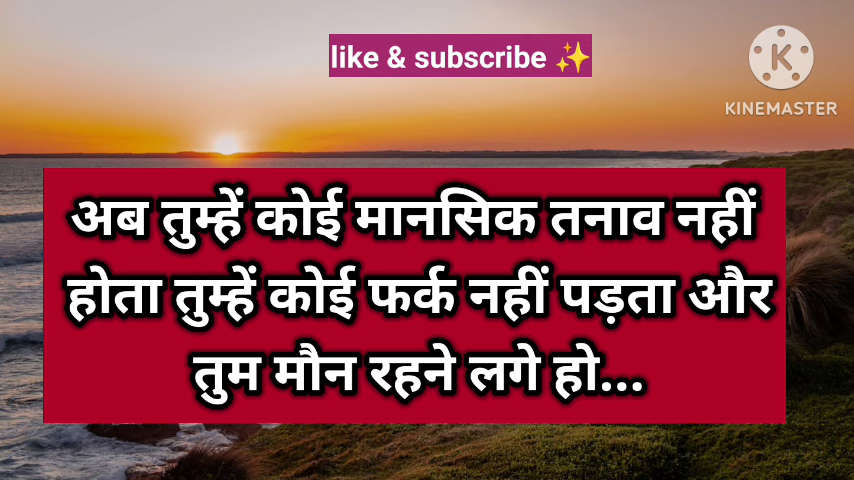 like & subscribe ✨
KINEMASTER
अब तुम्हें कोई मानसिक तनाव नहीं
होता तुम्हें कोई फर्क नहीं पड़ता और
तुम मौन रहने लगे हो...